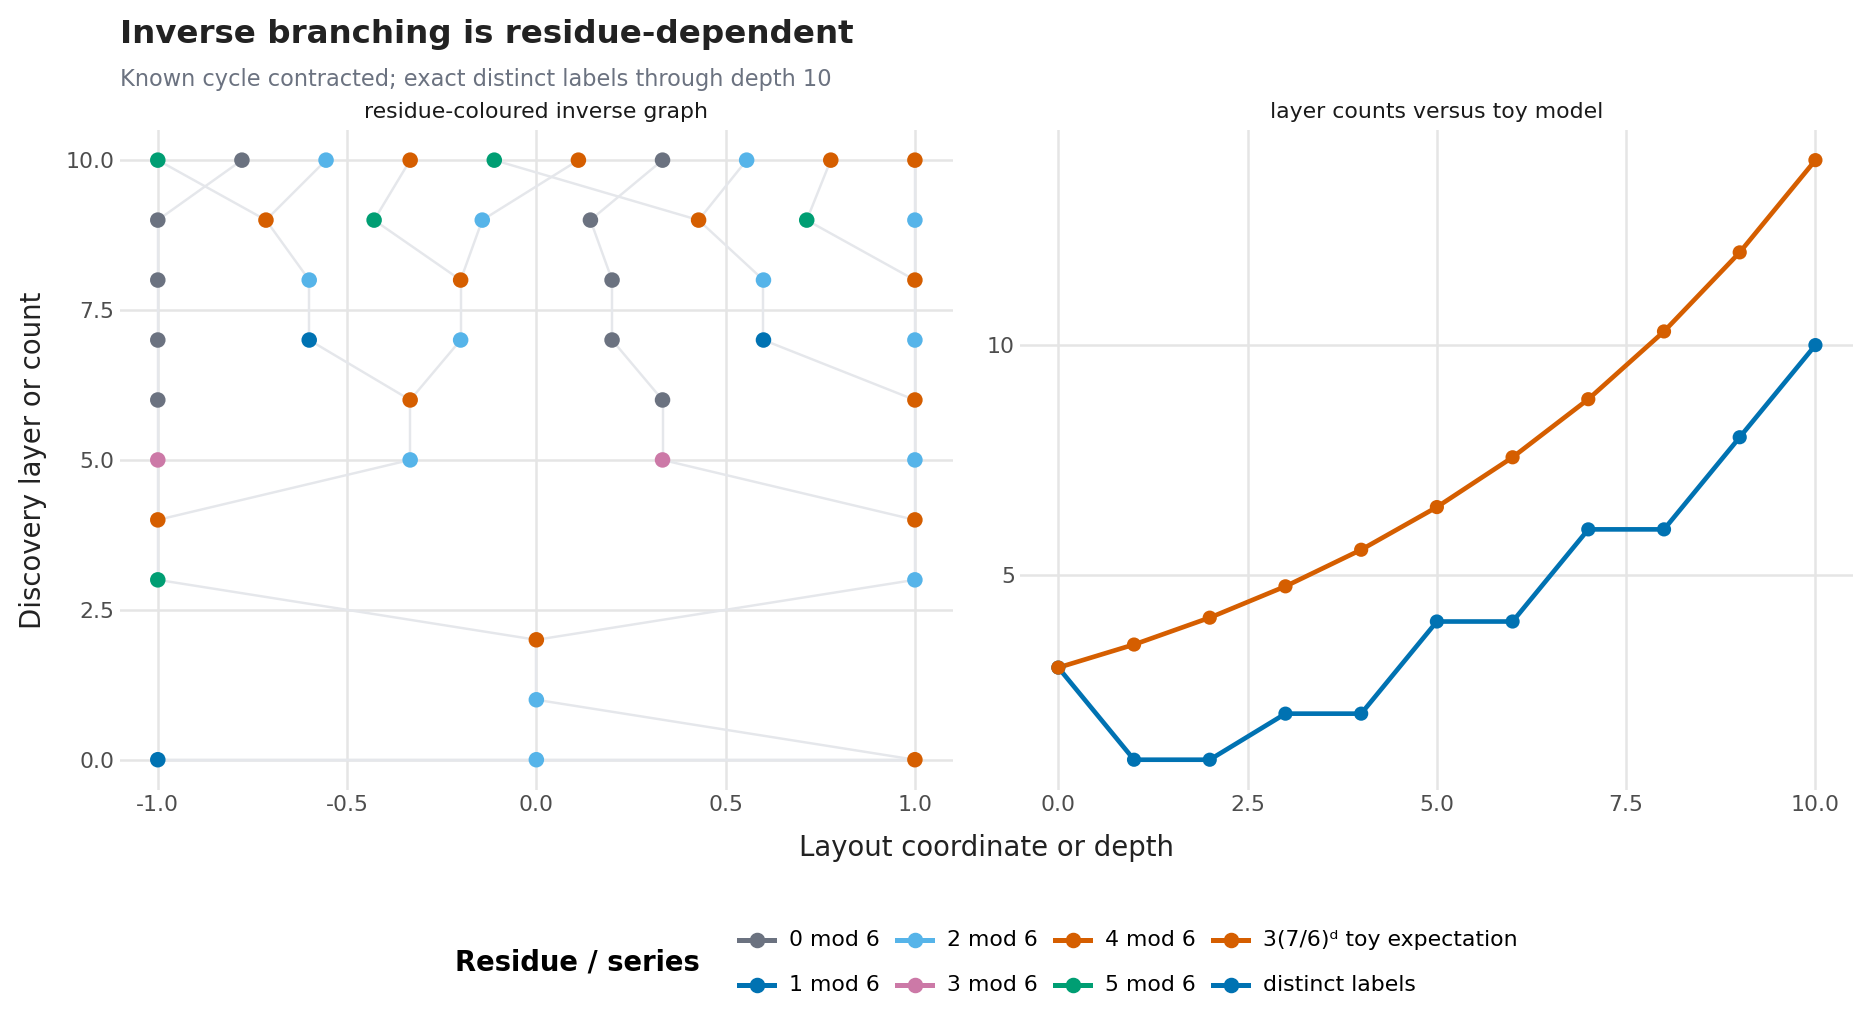 Inverse branching is residue-dependent
Known cycle contracted; exact distinct labels through depth 10
residue-coloured inverse graph
layer counts versus toy model
Discovery layer or count
10.0
7.5
5.0
2.5
0.0
-1.0
-0.5
0.0
0.5
1.0
10
5
0.0
2.5
5.0
7.5
10.0
Layout coordinate or depth
Residue / series
0 mod 6
2 mod 6
4 mod 6
3(7/6)ᵈ toy expectation
1 mod 6
3 mod 6
5 mod 6
distinct labels